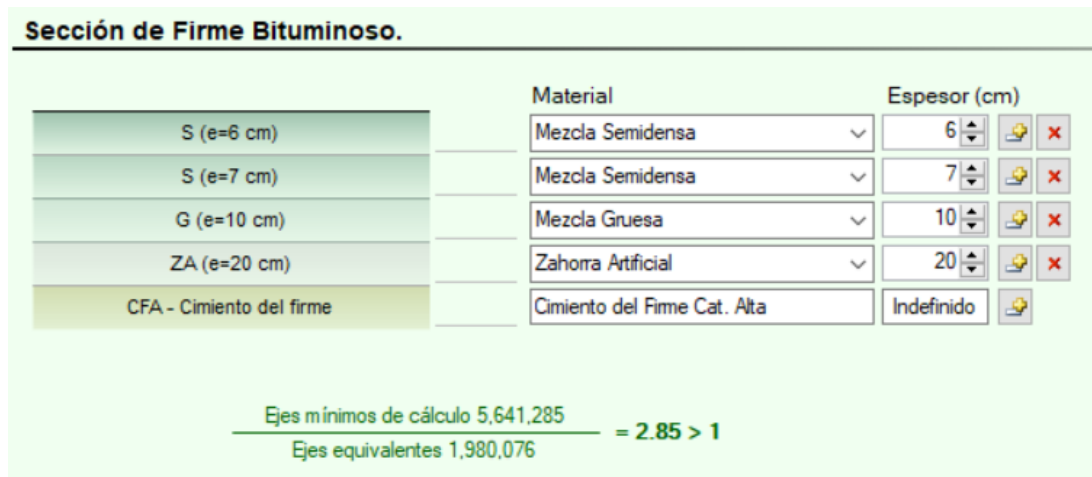 Sección de Firme Bituminoso.
Material Espesor (cm)
S (e=6 cm) Mezcla Semidensa 6
S (e=7 cm) Mezcla Semidensa 7
G (e=10 cm) Mezcla Gruesa 10
ZA (e=20 cm) Zahorra Artificial 20
CFA - Cimiento del firme Cimiento del Firme Cat. Alta Indefinido
Ejes mínimos de cálculo 5,641,285
= 2.85 > 1
Ejes equivalentes 1,980,076